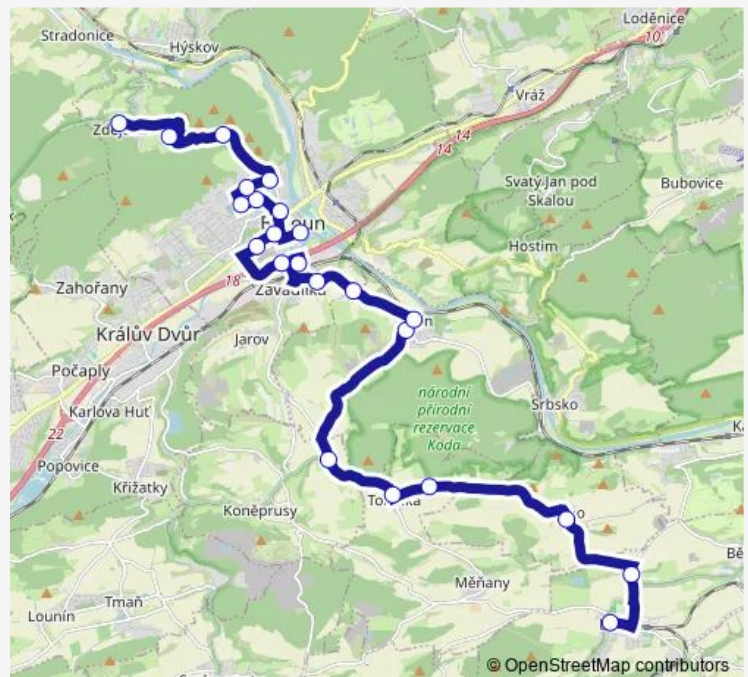 Loděnice
Stradonice
Hýskov
10
Vráž
14
14
Svatý Jan pod
Skalou
Bubovice
Hostim
18
Zahořany
Králův Dvůr
Jarov
Počaply
národní
přírodní
rezervace
Koda
Srbsko
Karlova Huť
22
Popovice
Křižatky
Koněprusy
Měňany
Tmaň
Lounín
© OpenStreetMap contributors